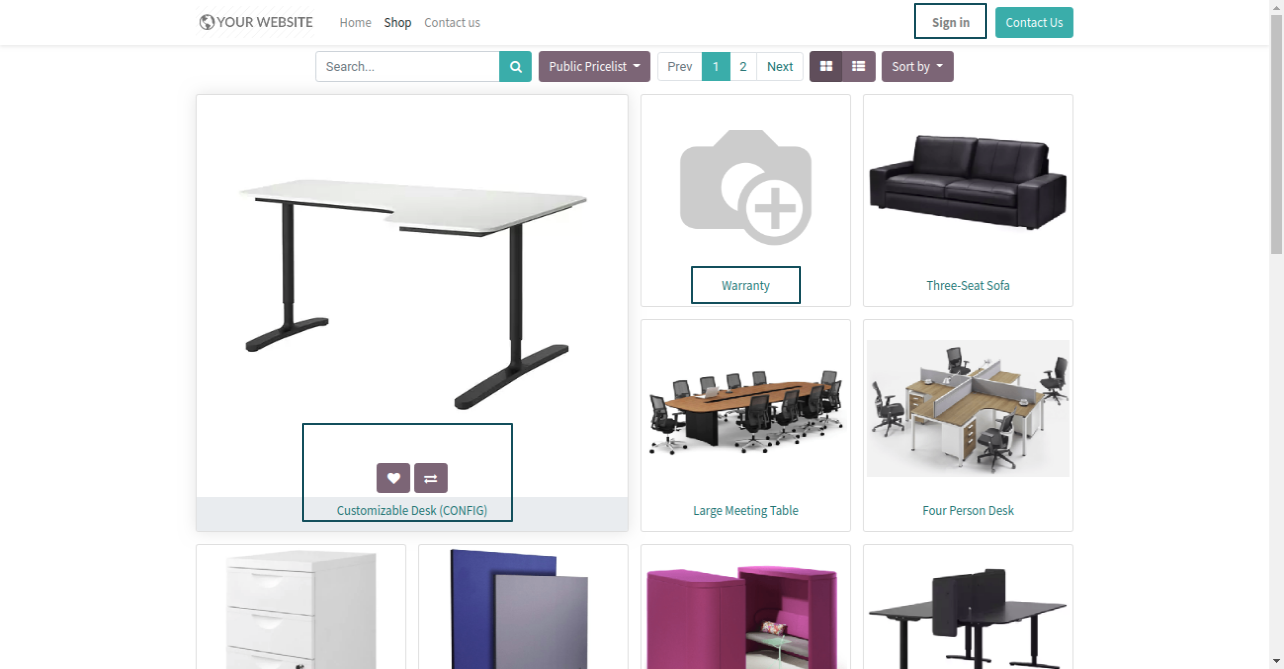 YOUR WEBSITE Home Shop Contact us Sign in Contact Us
Search... Public Pricelist Prev 1 2 Next Sort by
Warranty
Three-Seat Sofa
Customizable Desk (CONFIG)
Large Meeting Table
Four Person Desk